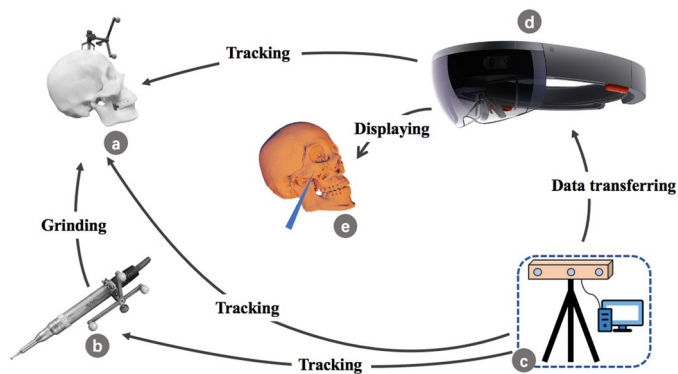 d
Tracking
Displaying
a
Data transferring
Grinding
e
Tracking
b
Tracking
c